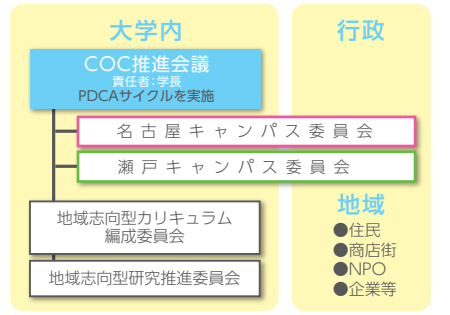 大学内
COC推進会議
責任者：学長
PDCAサイクルを実施
名古屋キャンパス委員会
瀬戸キャンパス委員会
地域志向型カリキュラム
編成委員会
地域志向型研究推進委員会
行政
地域
●住民
●商店街
●NPO
●企業等